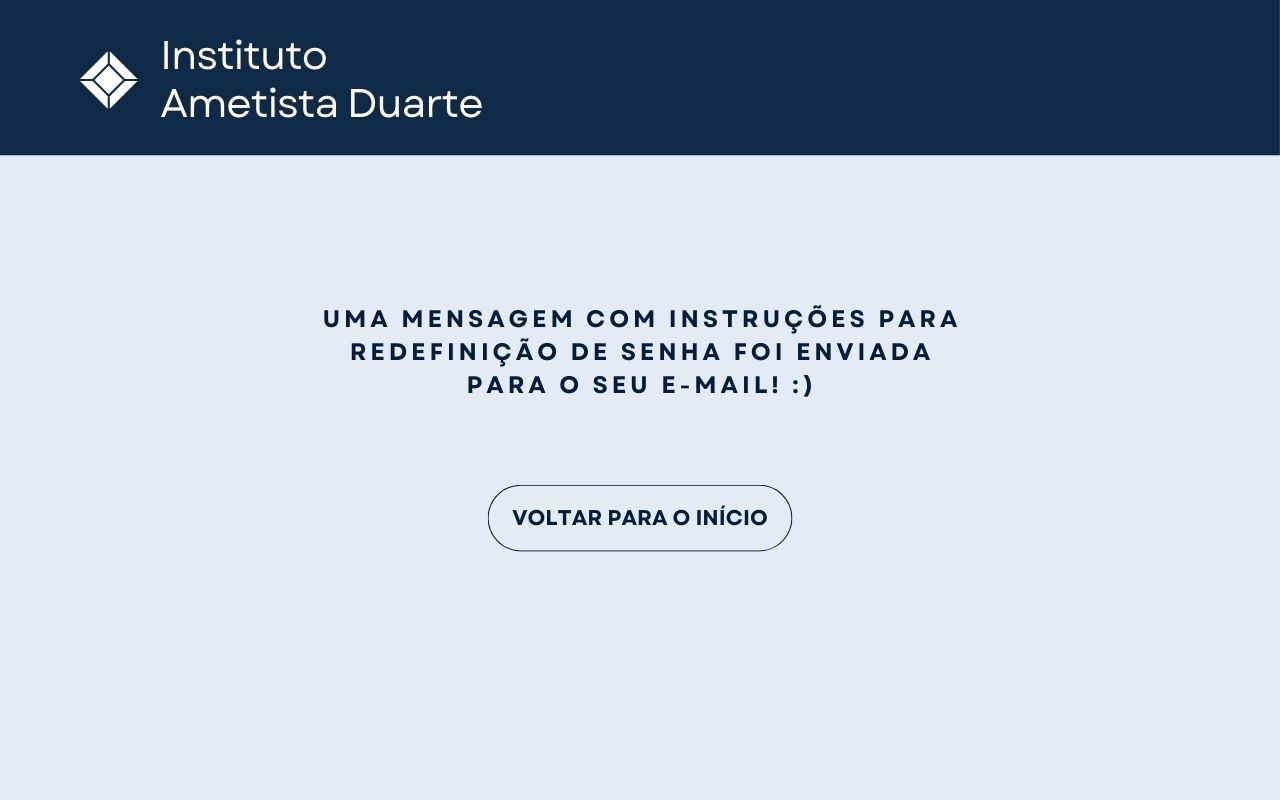 Instituto
Ametista Duarte
UMA MENSAGEM COM INSTRUÇÕES PARA
REDEFINIÇÃO DE SENHA FOI ENVIADA
PARA O SEU E-MAIL! :)
VOLTAR PARA O INÍCIO